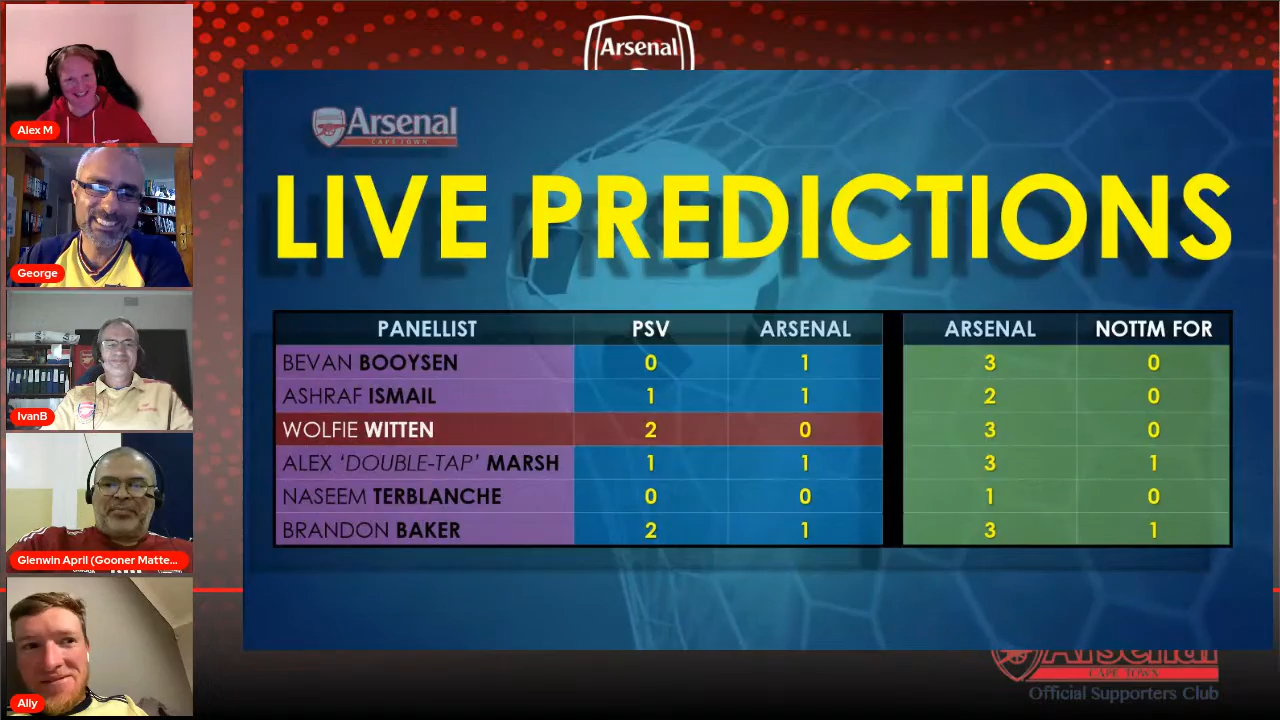 Arsenal
Alex M
George
IvanB
Glenwin April (Gooner Matte...
Ally
Arsenal
CAPE TOWN
LIVE PREDICTIONS
PANELLIST PSV ARSENAL ARSENAL NOTTM FOR
BEVAN BOOYSEN 0 1 3 0
ASHRAF ISMAIL 1 1 2 0
WOLFIE WITTEN 2 0 3 0
ALEX ‘DOUBLE-TAP’ MARSH 1 1 3 1
NASEEM TERBLANCHE 0 0 1 0
BRANDON BAKER 2 1 3 1
Arsenal
CAPE TOWN
Official Supporters Club